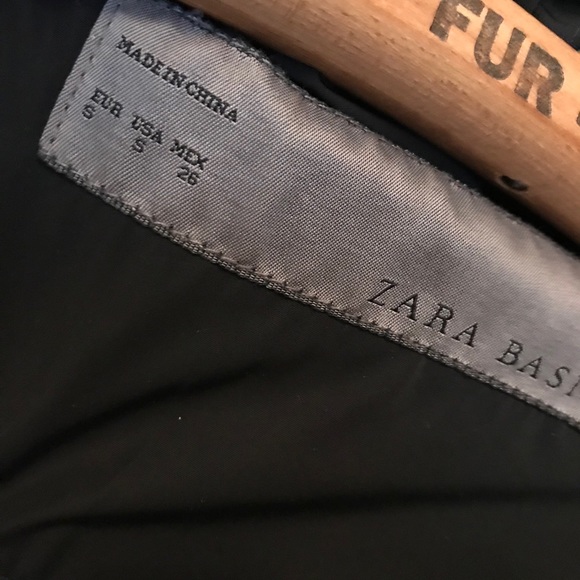 FUR
MADE IN CHINA
EUR USA MEX
S S 26
ZARA BASI